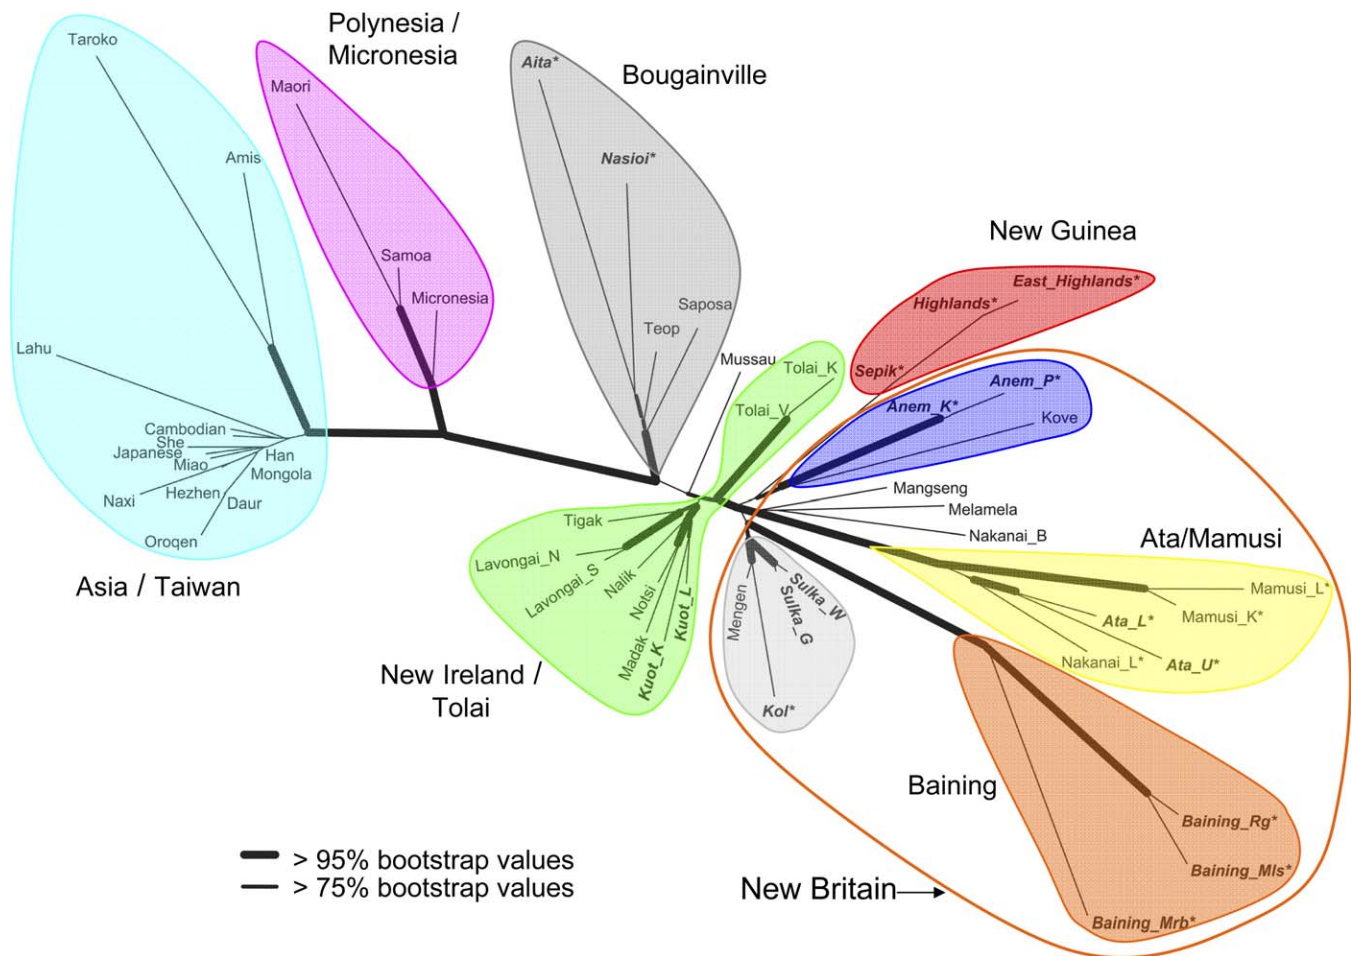 Polynesia /
Micronesia
Taroko
Maori
Aita*
Bougainville
Amis
Nasioi*
New Guinea
Samoa
East_Highlands*
Micronesia
Highlands*
Saposa
Teop
Lahu
Mussau
Tolai_K
Sepik*
Anem_P*
Tolai_V
Anem_K*
Kove
Cambodian
She
Japanese
Han
Miao
Mongola
Naxi
Hezhen
Daur
Oroqen
Mangseng
Melamela
Nakanai_B
Tigak
Lavongai_N
Lavongai_S
Nalik
Notsi
Madak
Kuot_K
Kuot_L
Mengen
Sulka_W
Sulka_G
Kol*
Ata/Mamusi
Mamusi_L*
Mamusi_K*
Ata_L*
Nakanai_L*
Ata_U*
Asia / Taiwan
New Ireland /
Tolai
Baining
Baining_Rg*
Baining_Mls*
Baining_Mrb*
> 95% bootstrap values
> 75% bootstrap values
New Britain